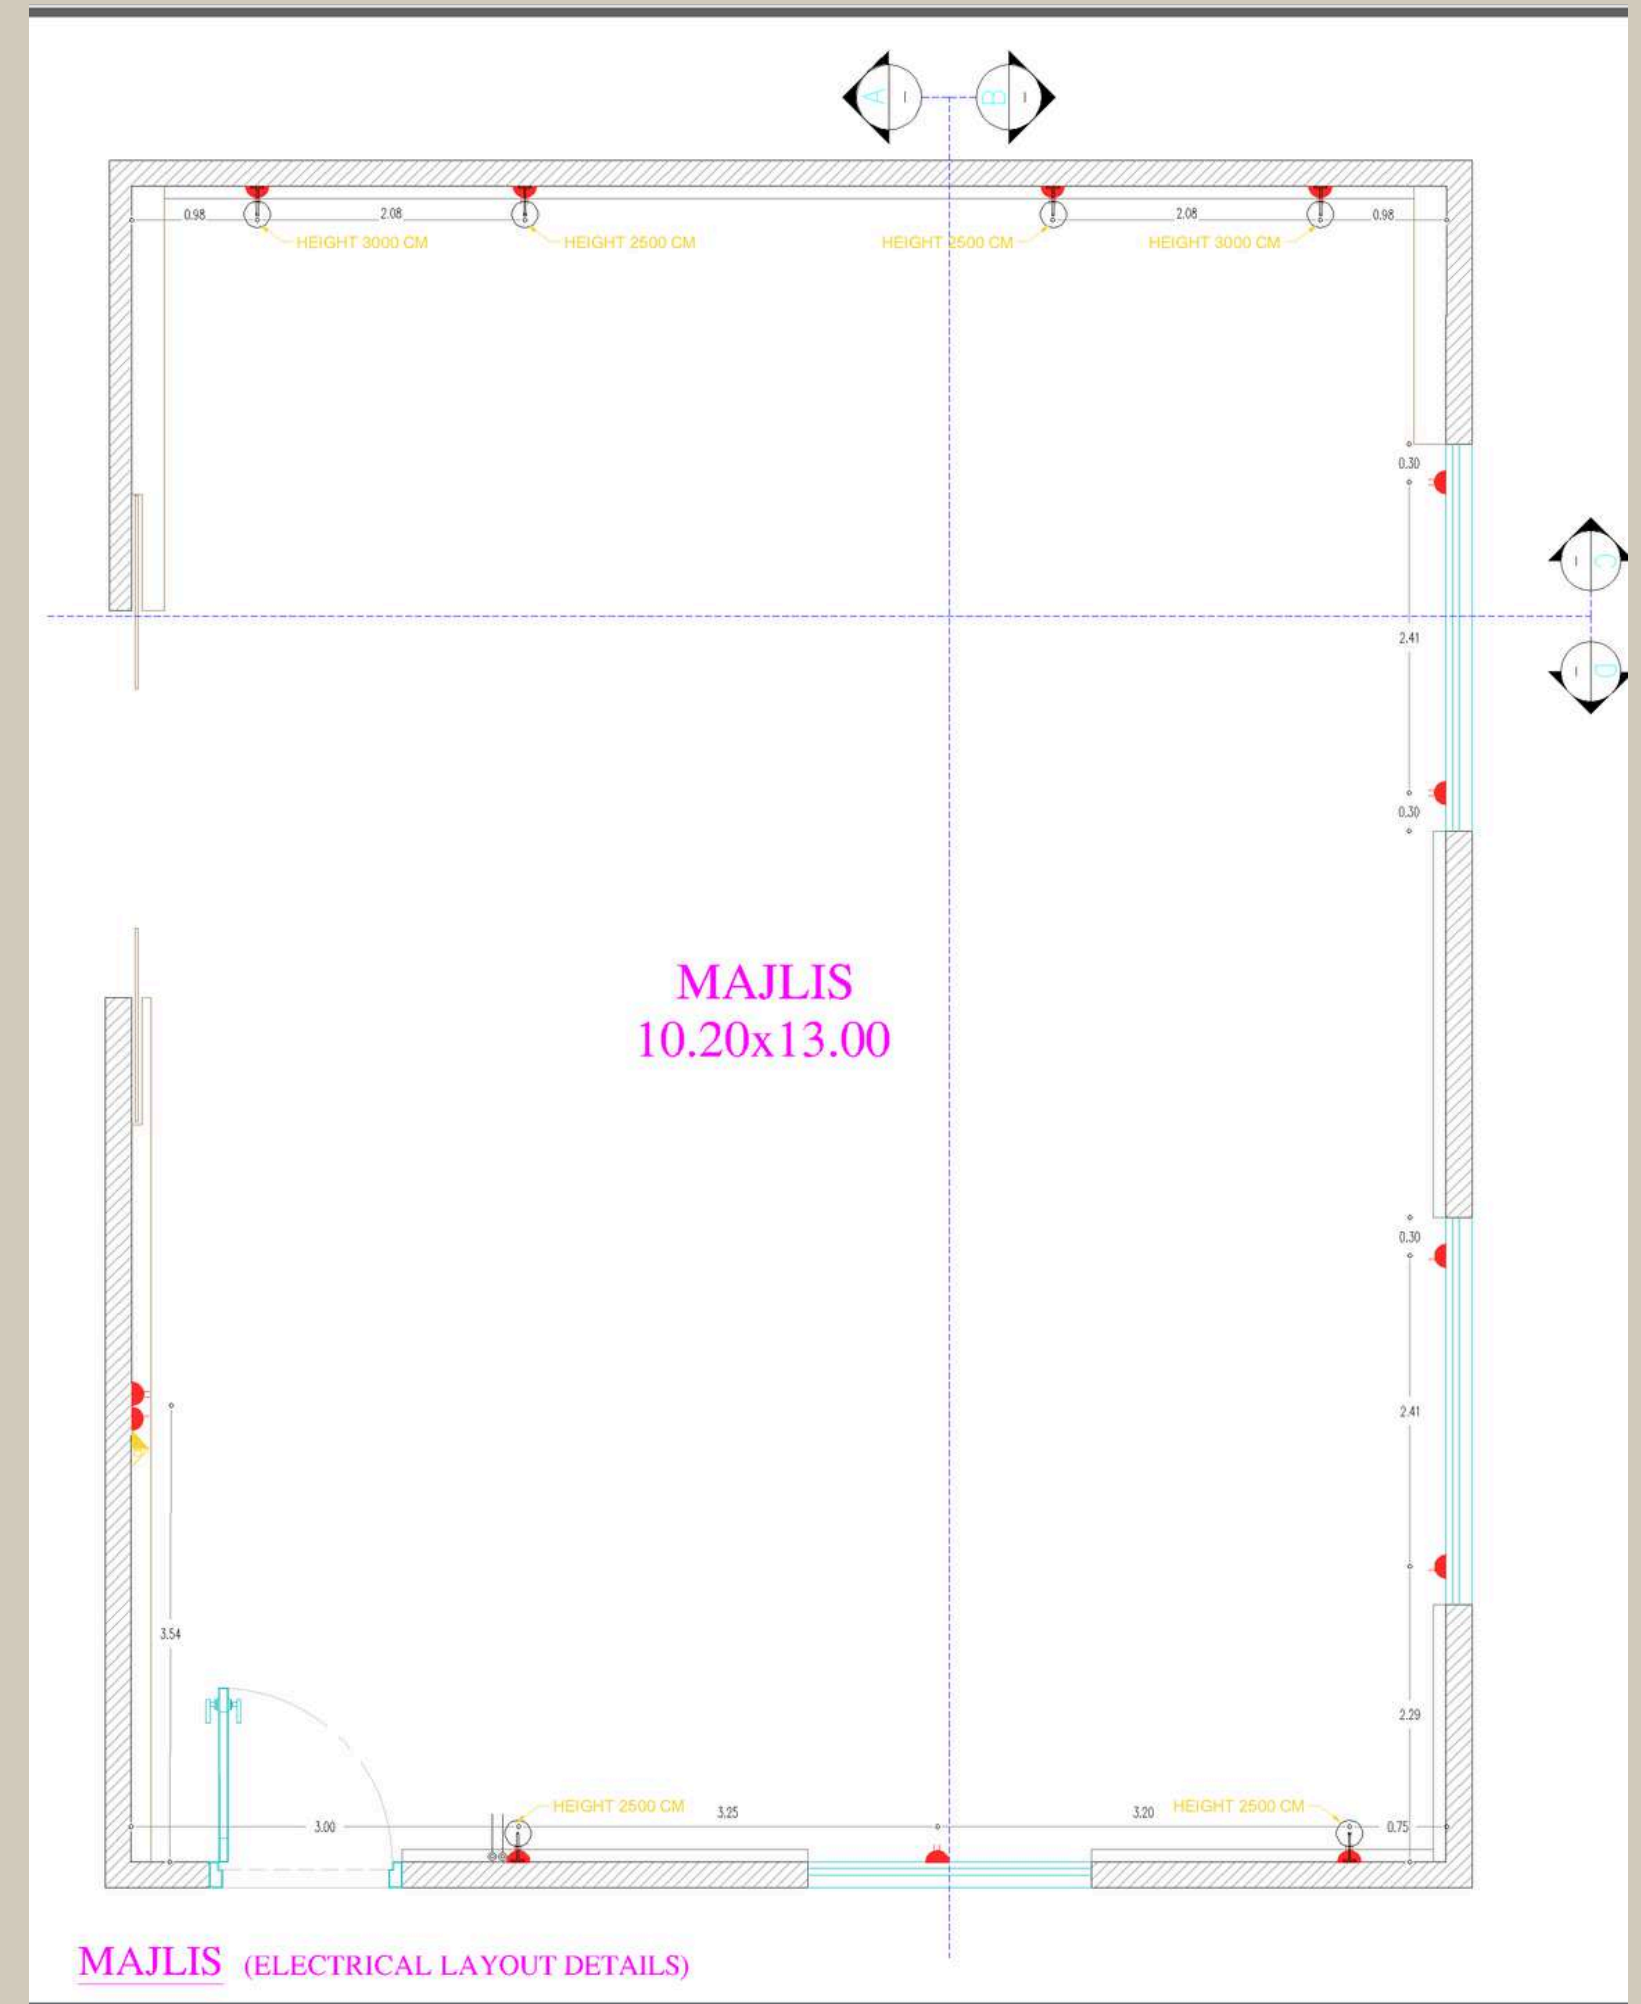 A
B
0.98
2.08
2.08
0.98
HEIGHT 3000 CM
HEIGHT 2500 CM
HEIGHT 2500 CM
HEIGHT 3000 CM
0.30
C
2.41
D
0.30
MAJLIS
10.20x13.00
0.30
2.41
3.54
2.29
HEIGHT 2500 CM
3.25
3.20
HEIGHT 2500 CM
3.00
0.75
MAJLIS (ELECTRICAL LAYOUT DETAILS)